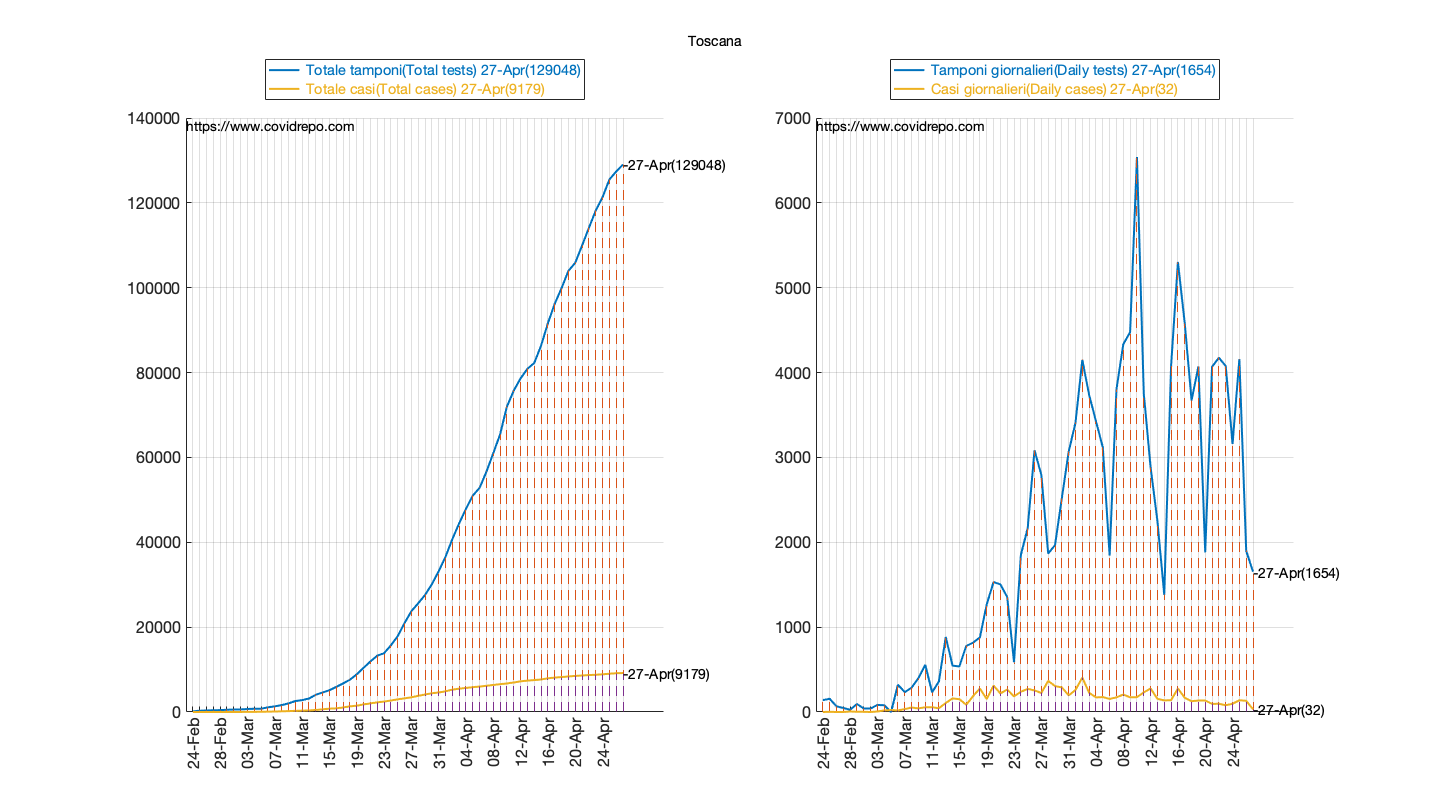 Toscana
Totale tamponi(Total tests) 27-Apr(129048)
Totale casi(Total cases) 27-Apr(9179)
140000
https://www.covidrepo.com
27-Apr(129048)
120000
100000
80000
60000
40000
20000
27-Apr(9179)
0
24-Feb
28-Feb
03-Mar
07-Mar
11-Mar
15-Mar
19-Mar
23-Mar
27-Mar
31-Mar
04-Apr
08-Apr
12-Apr
16-Apr
20-Apr
24-Apr
Tamponi giornalieri(Daily tests) 27-Apr(1654)
Casi giornalieri(Daily cases) 27-Apr(32)
7000
https://www.covidrepo.com
6000
5000
4000
3000
2000
27-Apr(1654)
1000
27-Apr(32)
0
24-Feb
28-Feb
03-Mar
07-Mar
11-Mar
15-Mar
19-Mar
23-Mar
27-Mar
31-Mar
04-Apr
08-Apr
12-Apr
16-Apr
20-Apr
24-Apr